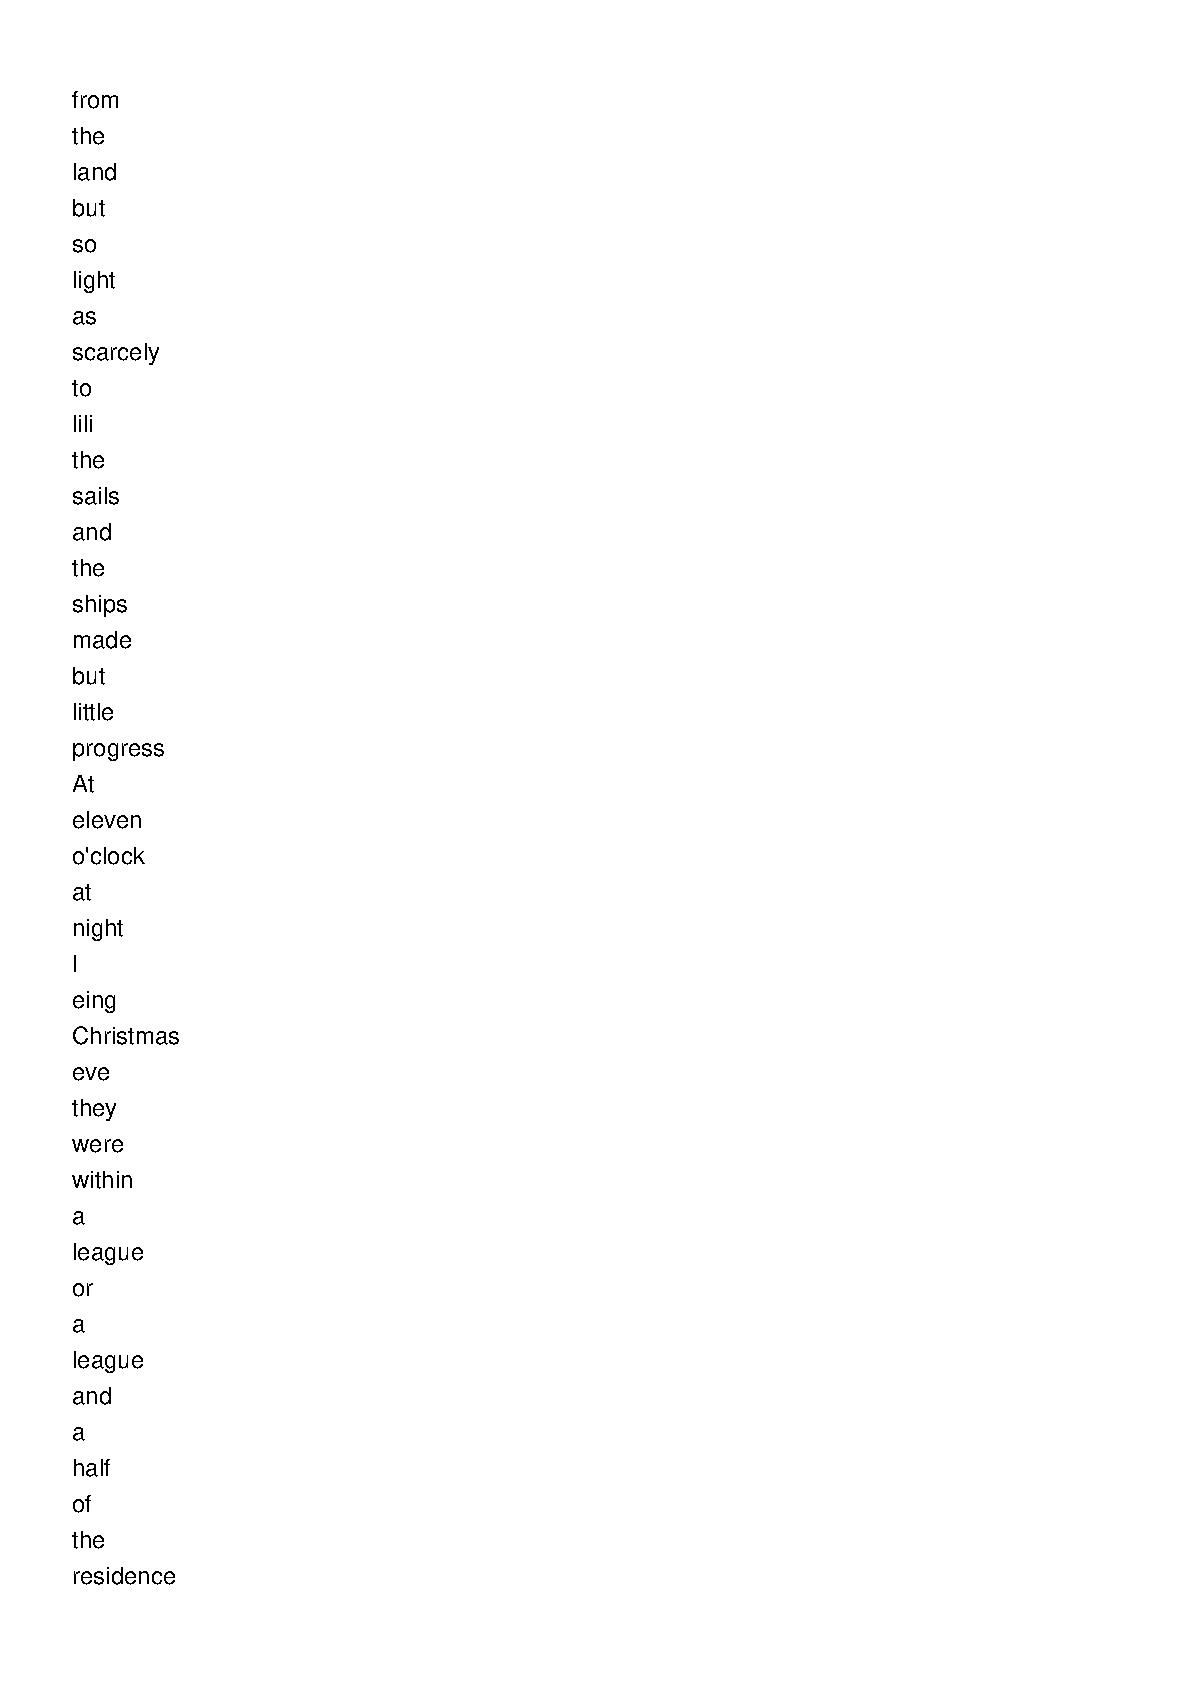 from
the
land
but
so
light
as
scarcely
to
lili
the
sails
and
the
ships
made
but
little
progress
At
eleven
o'clock
at
night
I
eing
Christmas
eve
they
were
within
a
league
or
a
league
and
a
half
of
the
residence